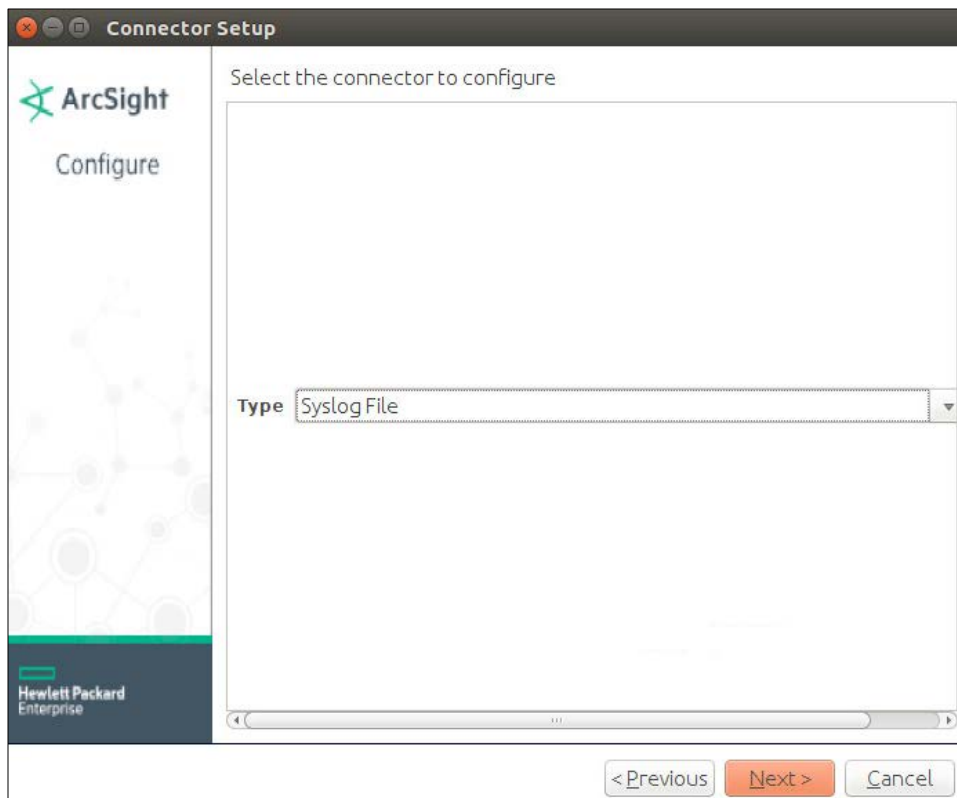 Connector Setup
ArcSight
Configure
Select the connector to configure
Type Syslog File
Hewlett Packard
Enterprise
< Previous Next > Cancel